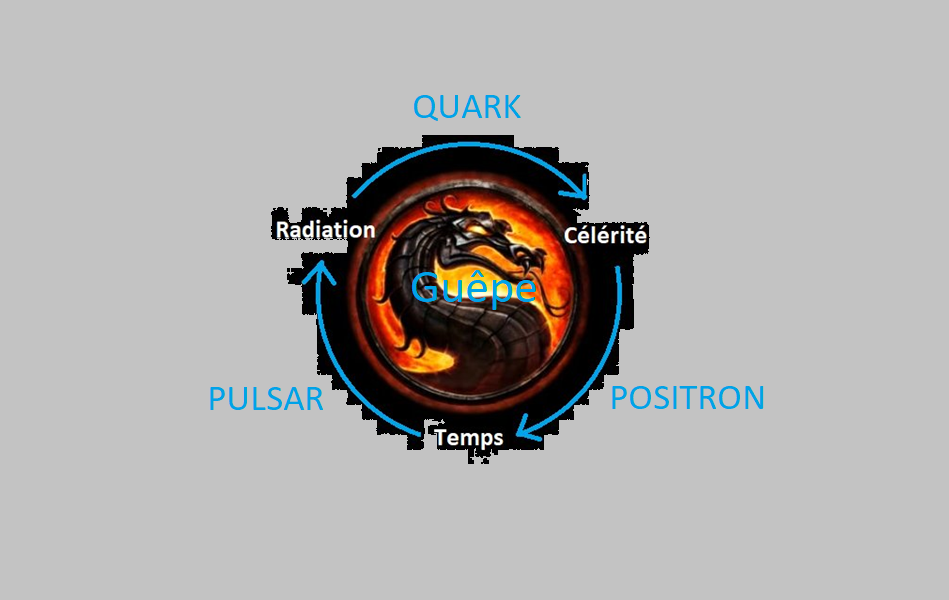 QUARK
Radiation
Célérité
Guêpe
PULSAR
POSITRON
Temps